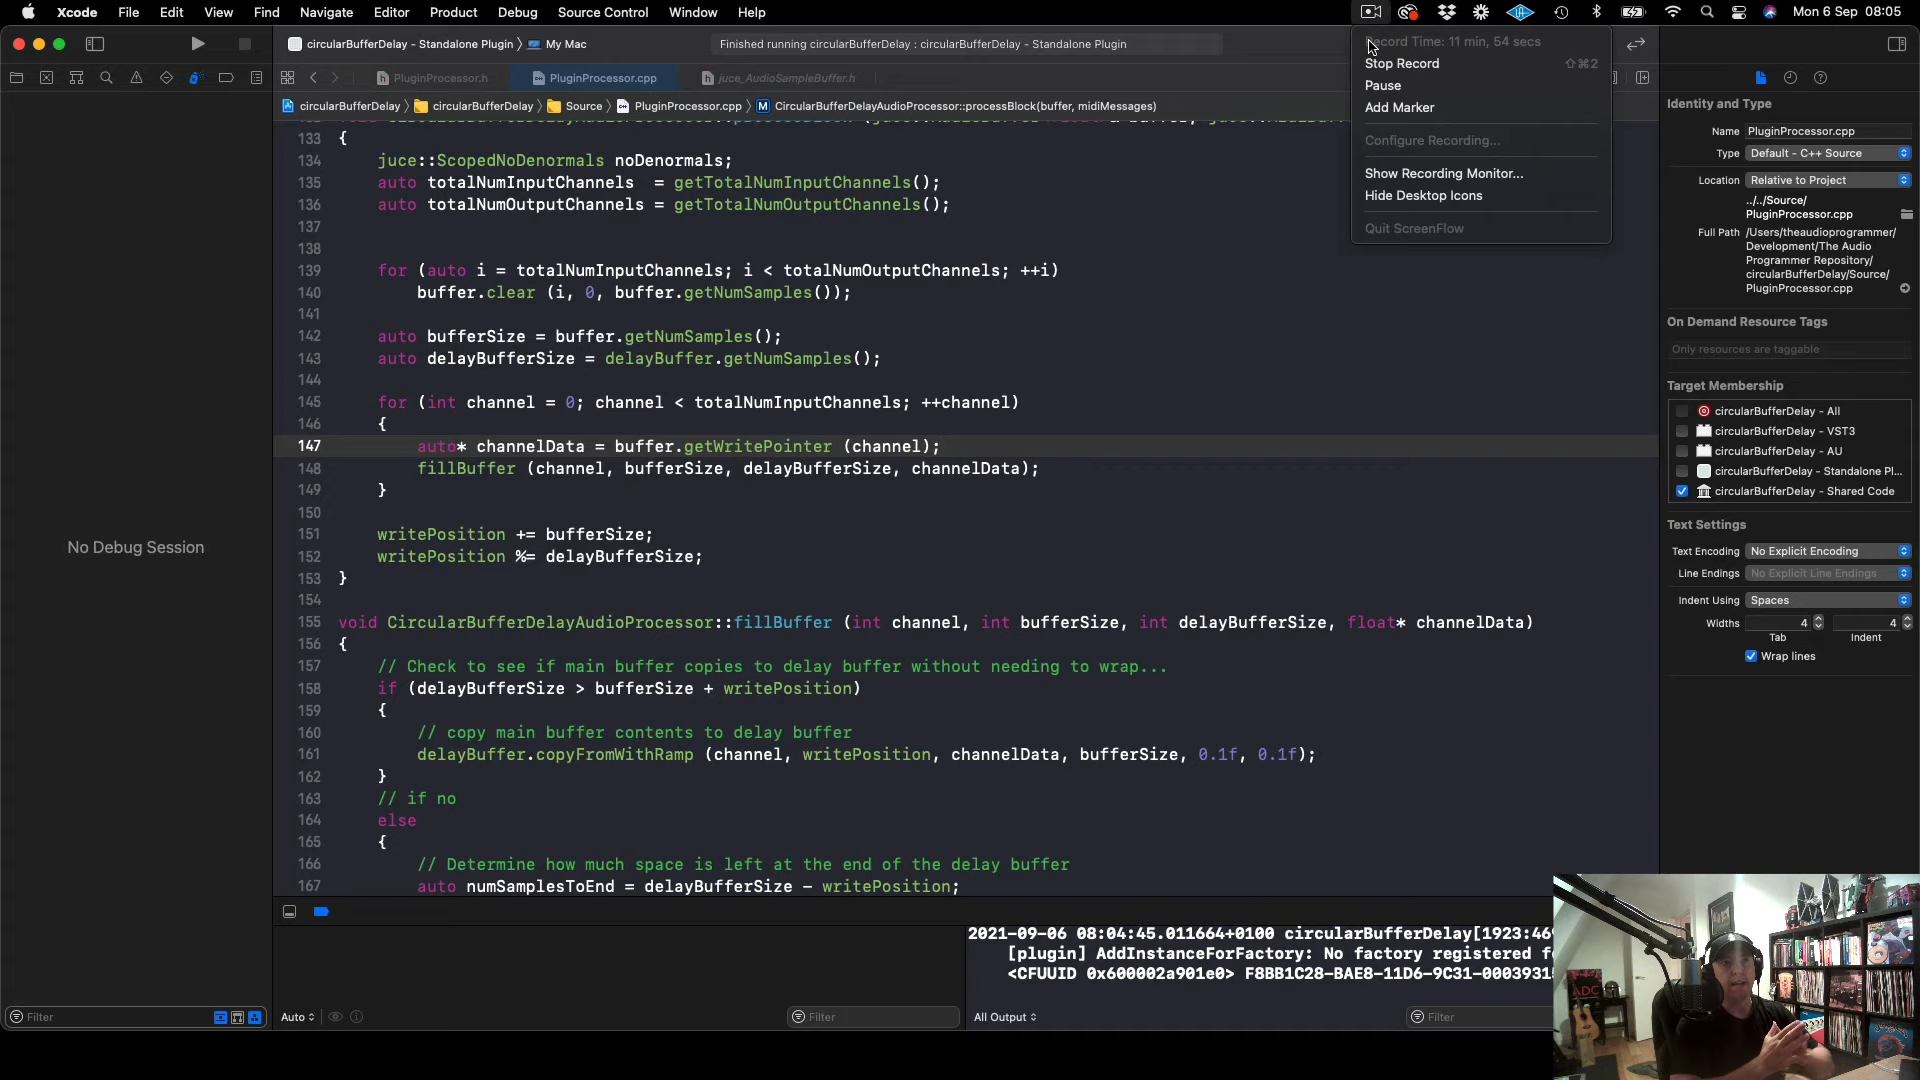 Xcode File Edit View Find Navigate Editor Product Debug Source Control Window Help Mon 6 Sep 08:05
circularBufferDelay - Standalone Plugin My Mac
Finished running circularBufferDelay : circularBufferDelay - Standalone Plugin
Record Time: 11 min, 54 secs
Stop Record ⇧⌘2
Pause
Add Marker
Configure Recording...
Show Recording Monitor...
Hide Desktop Icons
Quit ScreenFlow
PluginProcessor.h PluginProcessor.cpp juce_AudioSampleBuffer.h
circularBufferDelay circularBufferDelay Source PluginProcessor.cpp M CircularBufferDelayAudioProcessor::processBlock(buffer, midiMessages)
133 {
134 juce::ScopedNoDenormals noDenormals;
135 auto totalNumInputChannels = getTotalNumInputChannels();
136 auto totalNumOutputChannels = getTotalNumOutputChannels();
137
138
139 for (auto i = totalNumInputChannels; i < totalNumOutputChannels; ++i)
140 buffer.clear (i, 0, buffer.getNumSamples());
141
142 auto bufferSize = buffer.getNumSamples();
143 auto delayBufferSize = delayBuffer.getNumSamples();
144
145 for (int channel = 0; channel < totalNumInputChannels; ++channel)
146 {
147 auto* channelData = buffer.getWritePointer (channel);
148 fillBuffer (channel, bufferSize, delayBufferSize, channelData);
149 }
150
151 writePosition += bufferSize;
152 writePosition %= delayBufferSize;
153 }
154
155 void CircularBufferDelayAudioProcessor::fillBuffer (int channel, int bufferSize, int delayBufferSize, float* channelData)
156 {
157 // Check to see if main buffer copies to delay buffer without needing to wrap...
158 if (delayBufferSize > bufferSize + writePosition)
159 {
160 // copy main buffer contents to delay buffer
161 delayBuffer.copyFromWithRamp (channel, writePosition, channelData, bufferSize, 0.1f, 0.1f);
162 }
163 // if no
164 else
165 {
166 // Determine how much space is left at the end of the delay buffer
167 auto numSamplesToEnd = delayBufferSize - writePosition;
No Debug Session
Filter
Auto
Filter
2021-09-06 08:04:45.011664+0100 circularBufferDelay[1923:46
[plugin] AddInstanceForFactory: No factory registered f
<CFUUID 0x600002a901e0> F8BB1C28-BAE8-11D6-9C31-0003931
All Output
Filter
Identity and Type
Name PluginProcessor.cpp
Type Default - C++ Source
Location Relative to Project
../../Source/
PluginProcessor.cpp
Full Path /Users/theaudioprogrammer/
Development/The Audio
Programmer Repository/
circularBufferDelay/Source/
PluginProcessor.cpp
On Demand Resource Tags
Only resources are taggable
Target Membership
circularBufferDelay - All
circularBufferDelay - VST3
circularBufferDelay - AU
circularBufferDelay - Standalone Pl...
circularBufferDelay - Shared Code
Text Settings
Text Encoding No Explicit Encoding
Line Endings No Explicit Line Endings
Indent Using Spaces
Widths 4 4
Tab Indent
Wrap lines
ADC